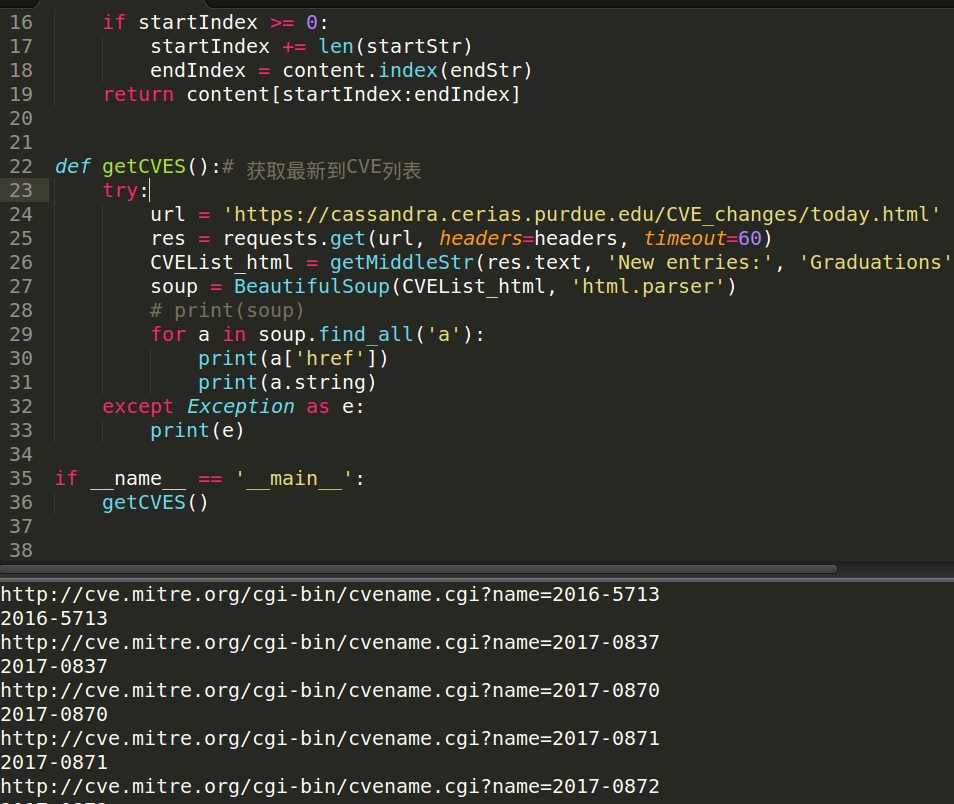 16 if startIndex >= 0:
17 startIndex += len(startStr)
18 endIndex = content.index(endStr)
19 return content[startIndex:endIndex]
20
21
22 def getCVES():# 获取最新到CVE列表
23 try:
24 url = 'https://cassandra.cerias.purdue.edu/CVE_changes/today.html'
25 res = requests.get(url, headers=headers, timeout=60)
26 CVEList_html = getMiddleStr(res.text, 'New entries:', 'Graduations'
27 soup = BeautifulSoup(CVEList_html, 'html.parser')
28 # print(soup)
29 for a in soup.find_all('a'):
30 print(a['href'])
31 print(a.string)
32 except Exception as e:
33 print(e)
34
35 if __name__ == '__main__':
36 getCVES()
37
38
http://cve.mitre.org/cgi-bin/cvename.cgi?name=2016-5713
2016-5713
http://cve.mitre.org/cgi-bin/cvename.cgi?name=2017-0837
2017-0837
http://cve.mitre.org/cgi-bin/cvename.cgi?name=2017-0870
2017-0870
http://cve.mitre.org/cgi-bin/cvename.cgi?name=2017-0871
2017-0871
http://cve.mitre.org/cgi-bin/cvename.cgi?name=2017-0872